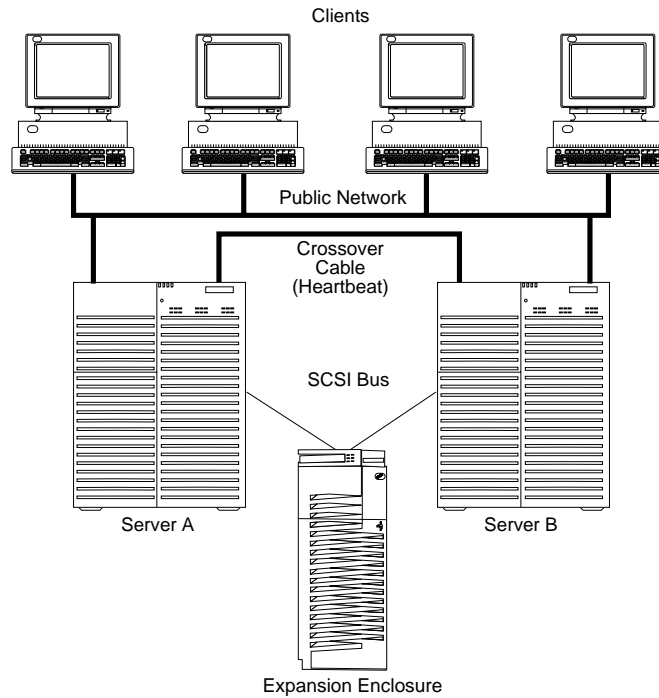 Clients
Public Network
Crossover
Cable
(Heartbeat)
SCSI Bus
Server A
Server B
Expansion Enclosure